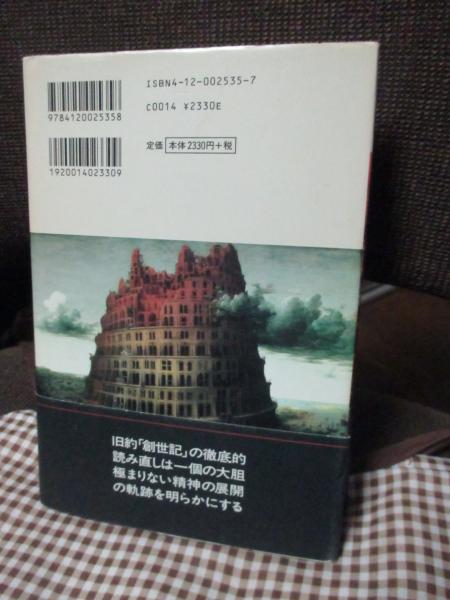 ISBN4-12-002535-7
C0014 ¥2330E
9784120025358
定価 本体2330円+税
1920014023309
旧約「創世記」の徹底的
読み直しは一個の大胆
極まりない精神の展開
の軌跡を明らかにする